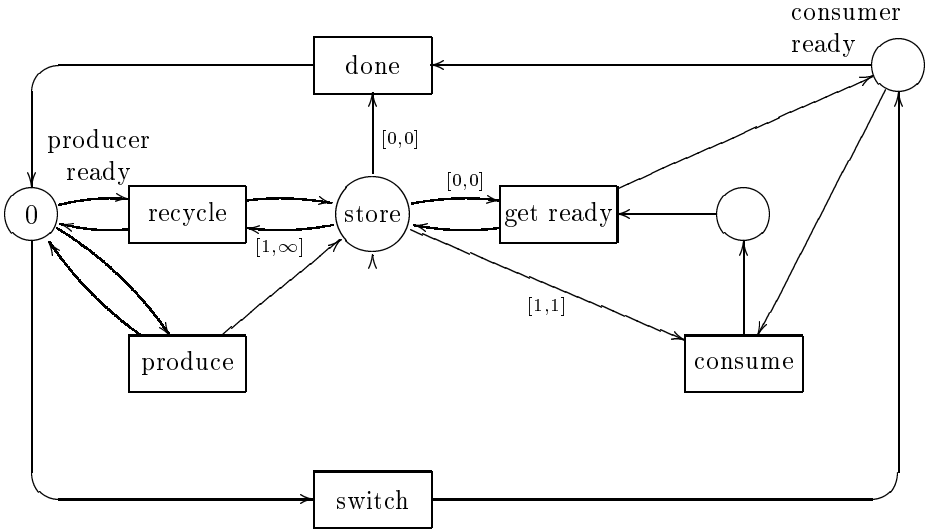 consumer
ready
done
[0,0]
producer
ready
[0,0]
0
recycle
store
get ready
[1,∞]
[1,1]
produce
consume
switch